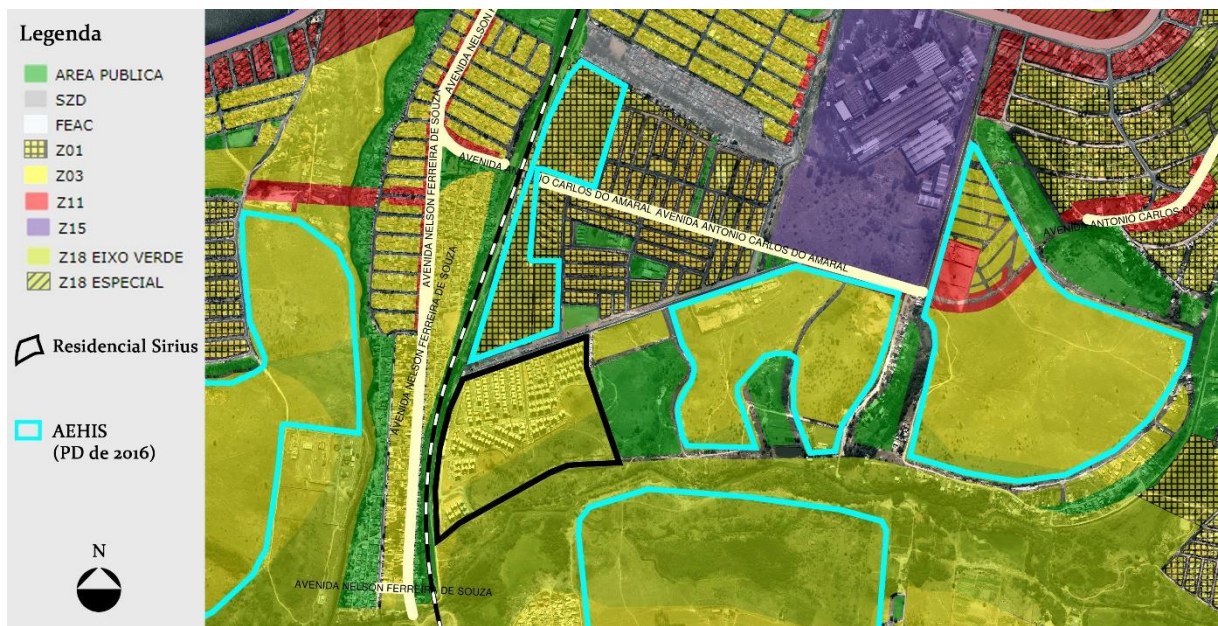 Legenda
AREA PUBLICA
SZD
FEAC
Z01
Z03
Z11
Z15
Z18 EIXO VERDE
Z18 ESPECIAL
Residencial Sirius
AEHIS
(PD de 2016)
N
AVENIDA NELSON FERREIRA DE SOUZA
AVENIDA NELSON FERREIRA DE SOUZA
AVENIDA NELSON FERREIRA DE SOUZA
AVENIDA NELSON FERREIRA DE SOUZA
AVENIDA AN
IO CARLOS DO AMARAL AVENIDA ANTONIO CARLOS DO AMARAL
AVENIDA ANTONIO CARLOS DO